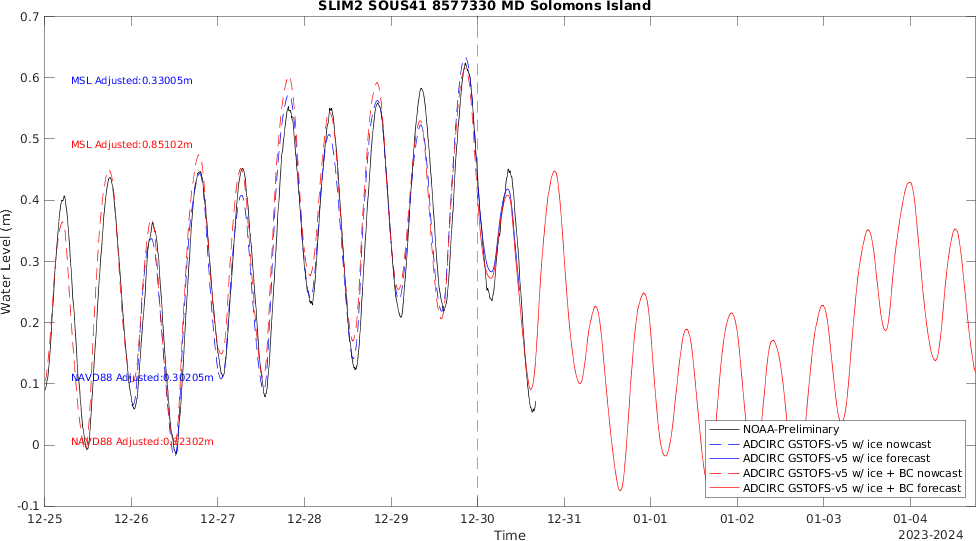 SLIM2 SOUS41 8577330 MD Solomons Island
0.7
0.6
0.5
0.4
0.3
0.2
0.1
0
-0.1
Water Level (m)
MSL Adjusted:0.33005m
MSL Adjusted:0.85102m
NAVD88 Adjusted:0.30205m
NAVD88 Adjusted:0.82302m
NOAA-Preliminary
ADCIRC GSTOFS-v5 w/ ice nowcast
ADCIRC GSTOFS-v5 w/ ice forecast
ADCIRC GSTOFS-v5 w/ ice + BC nowcast
ADCIRC GSTOFS-v5 w/ ice + BC forecast
12-25 12-26 12-27 12-28 12-29 12-30 12-31 01-01 01-02 01-03 01-04
Time
2023-2024